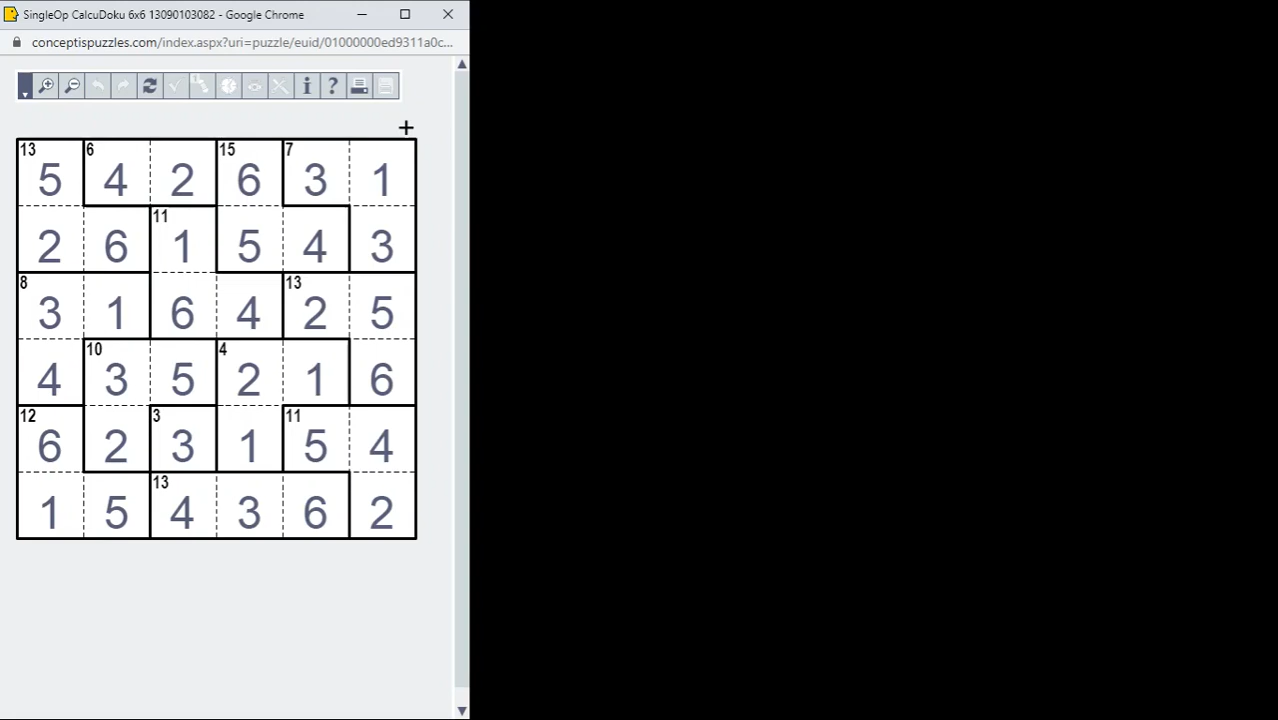 SingleOp CalcuDoku 6x6 13090103082 - Google Chrome
conceptispuzzles.com/index.aspx?uri=puzzle/euid/01000000ed9311a0c...
+
13 6 15 7
5 4 2 6 3 1
11
2 6 1 5 4 3
8 13
3 1 6 4 2 5
10 4
4 3 5 2 1 6
12 3 11
6 2 3 1 5 4
13
1 5 4 3 6 2